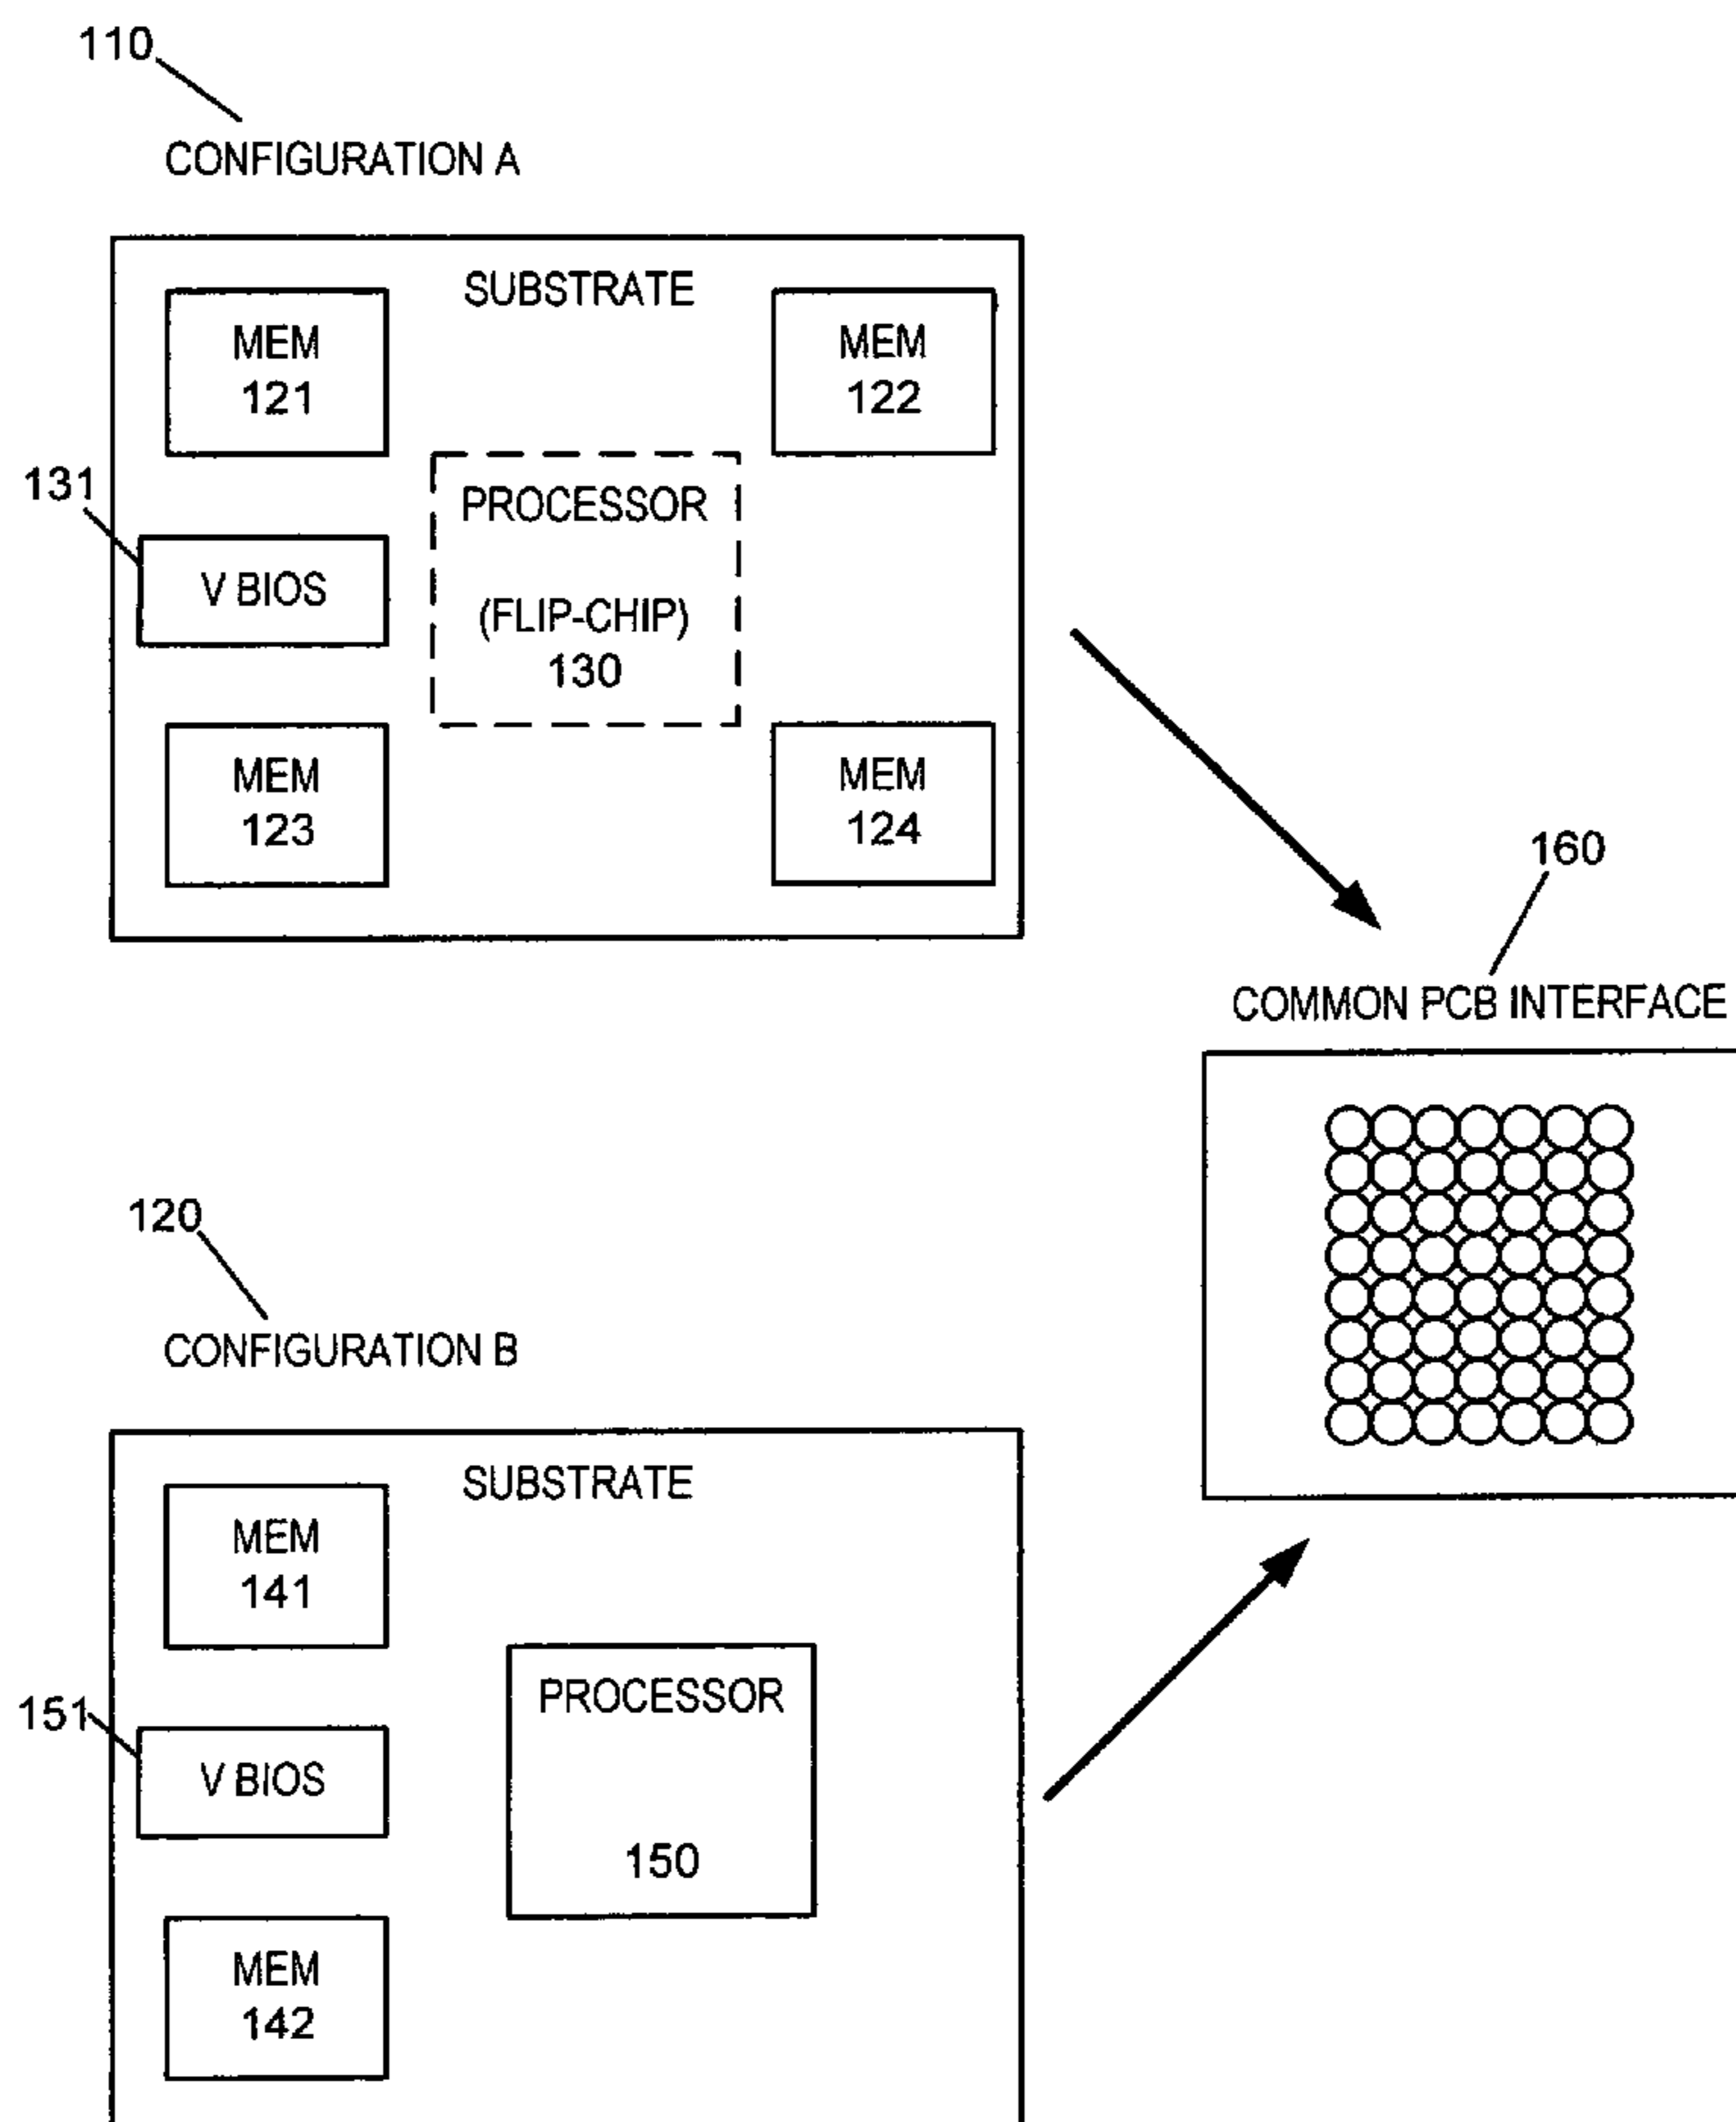 110
CONFIGURATION A
SUBSTRATE
MEM
121
MEM
122
131
V BIOS
PROCESSOR
(FLIP-CHIP)
130
MEM
123
MEM
124
160
COMMON PCB INTERFACE
120
CONFIGURATION B
SUBSTRATE
MEM
141
151
V BIOS
PROCESSOR
150
MEM
142